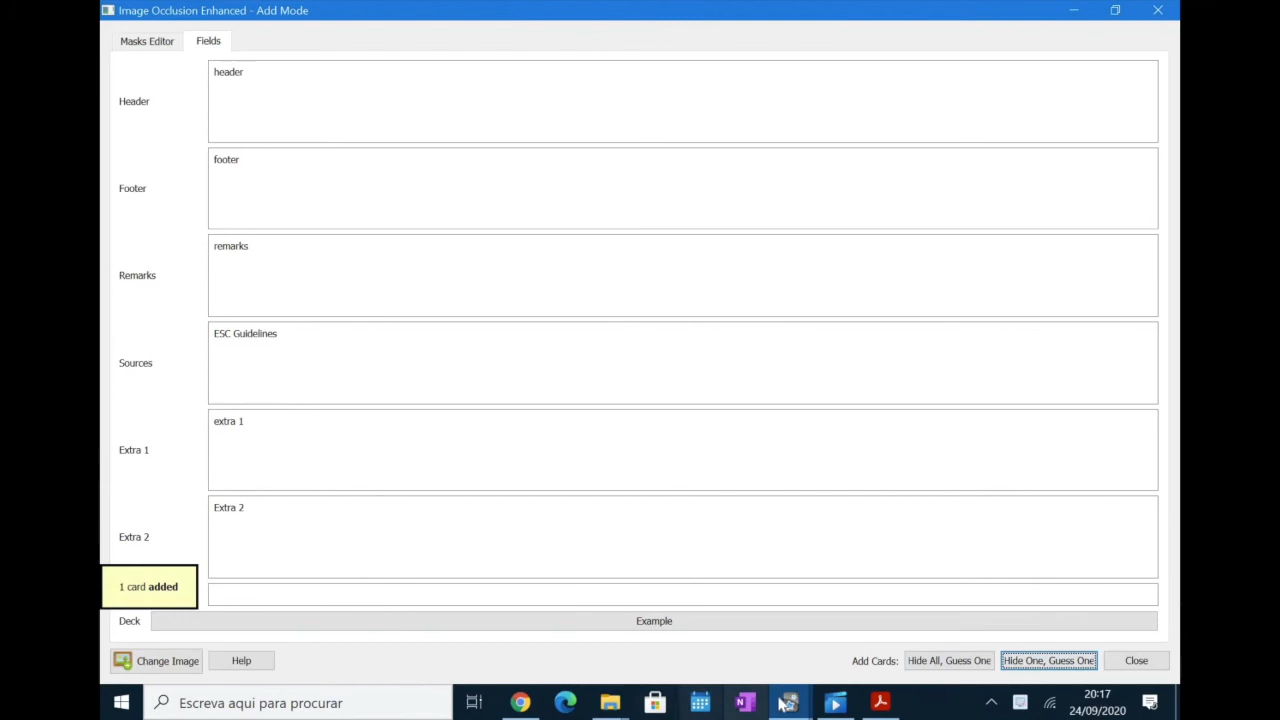 Image Occlusion Enhanced - Add Mode
Masks Editor
Fields
Header
header
Footer
footer
Remarks
remarks
Sources
ESC Guidelines
Extra 1
extra 1
Extra 2
Extra 2
1 card added
Deck
Example
Change Image
Help
Add Cards:
Hide All, Guess One
Hide One, Guess One
Close
Escreva aqui para procurar
20:17
24/09/2020